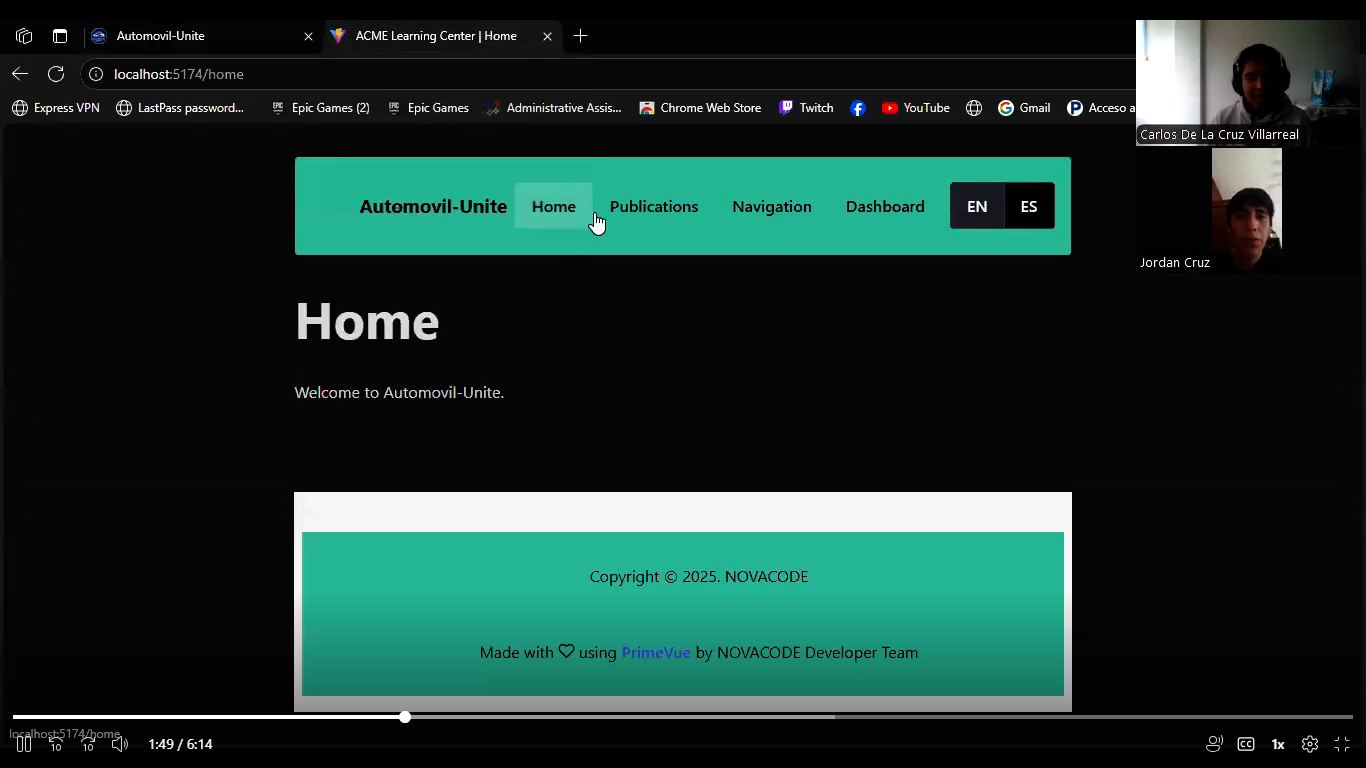 Automovil-Unite
ACME Learning Center | Home
localhost:5174/home
Express VPN
LastPass password...
Epic Games (2)
Epic Games
Administrative Assis...
Chrome Web Store
Twitch
YouTube
Gmail
Acceso a
Carlos De La Cruz Villarreal
Jordan Cruz
Automovil-Unite Home Publications Navigation Dashboard EN ES
Home
Welcome to Automovil-Unite.
Copyright © 2025. NOVACODE
Made with ♡ using PrimeVue by NOVACODE Developer Team
localhost:5174/home
10 10 1:49 / 6:14 CC 1x